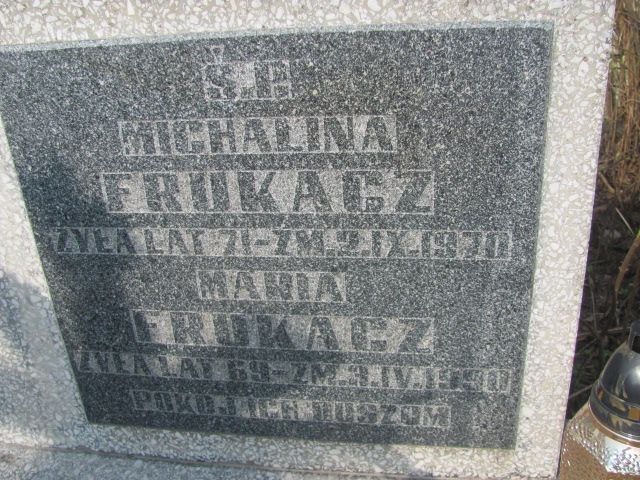 Ś.P.
MICHALINA
FRUKACZ
ŻYŁA LAT 71-ZM.9.IX.1970
MARIA
FRUKACZ
ŻYŁA LAT 69-ZM.3.IV.1990
POKÓJ ICH DUSZOM